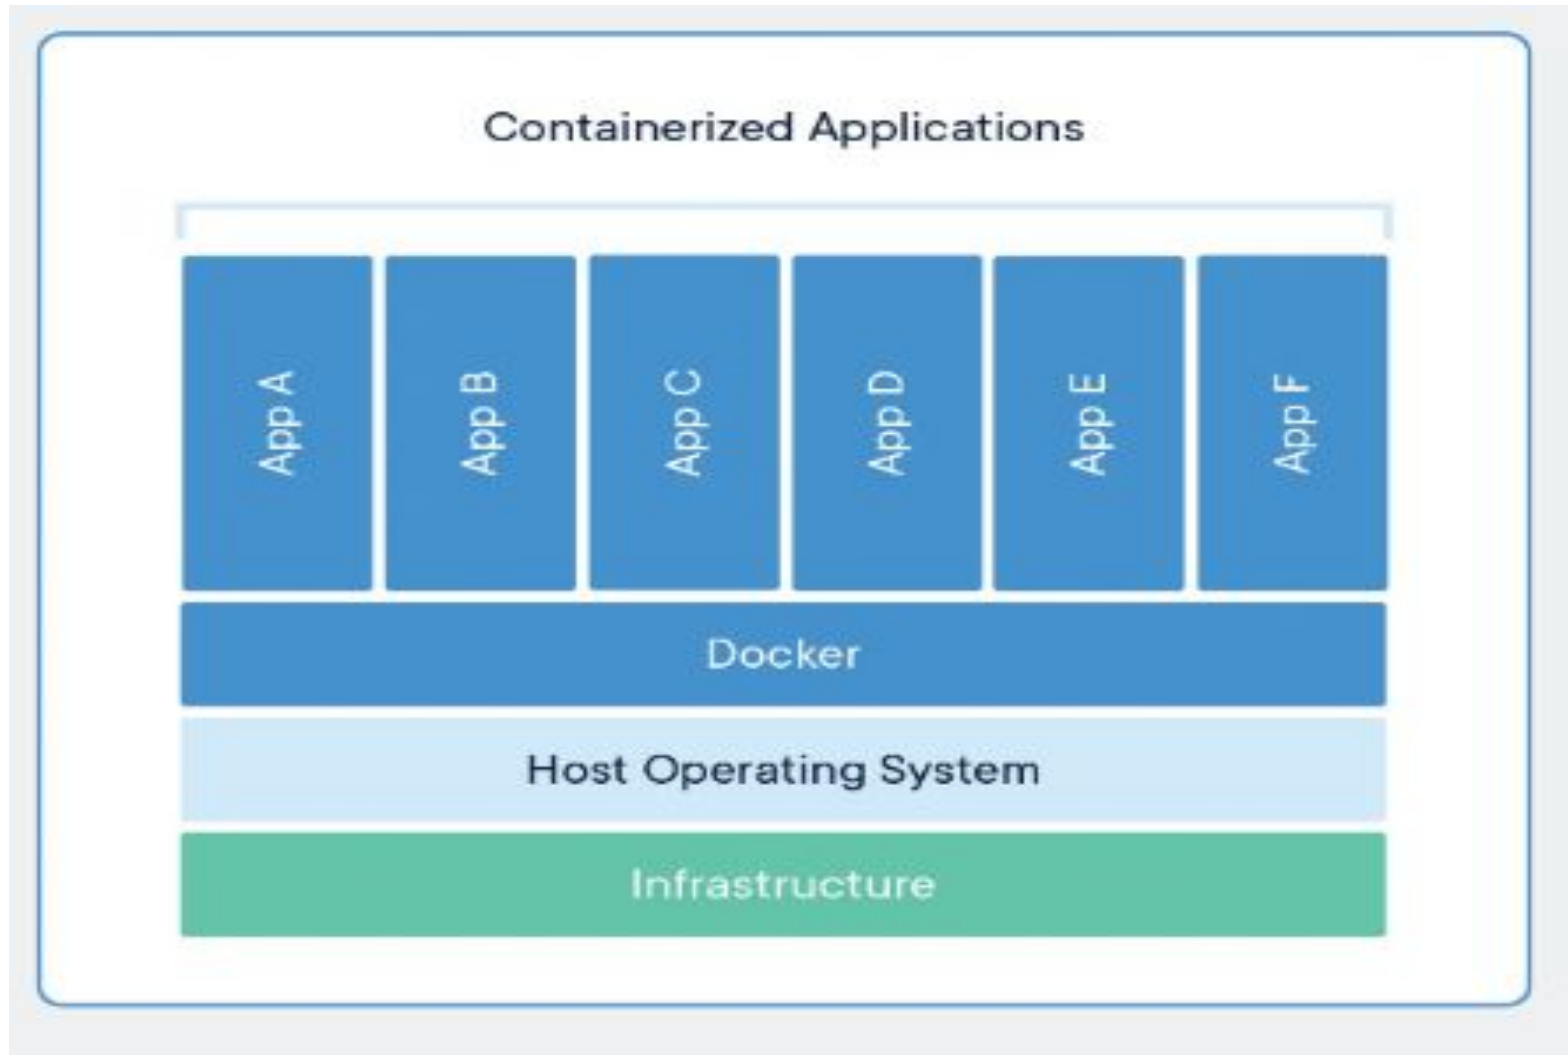 Containerized Applications
App A
App B
App C
App D
App E
App F
Docker
Host Operating System
Infrastructure